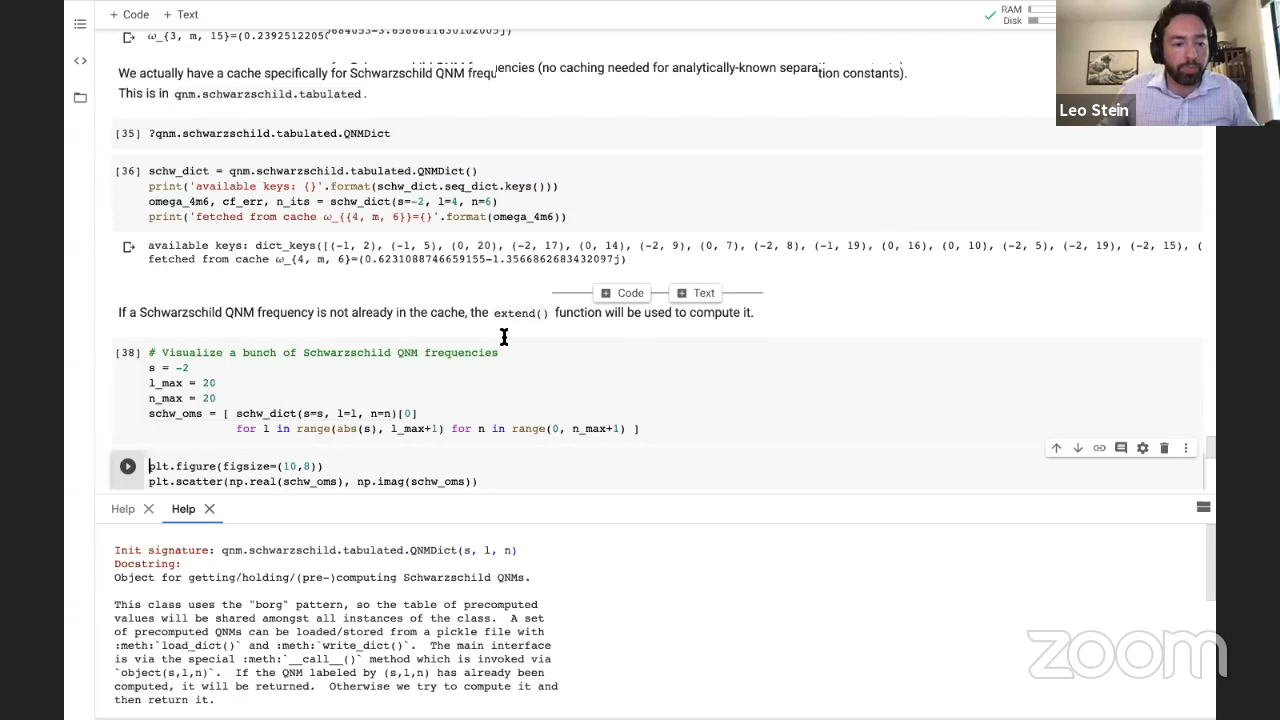 + Code + Text
RAM
Disk
Leo Stein
ω_{3, m, 15}=(0.2392512205
We actually have a cache specifically for Schwarzschild QNM frequencies (no caching needed for analytically-known separation constants).
This is in qnm.schwarzschild.tabulated.
[35] ?qnm.schwarzschild.tabulated.QNMDict
[36] schw_dict = qnm.schwarzschild.tabulated.QNMDict()
print('available keys: {}'.format(schw_dict.seq_dict.keys()))
omega_4m6, cf_err, n_its = schw_dict(s=-2, l=4, n=6)
print('fetched from cache ω_{{4, m, 6}}={}'.format(omega_4m6))
available keys: dict_keys([(-1, 2), (-1, 5), (0, 20), (-2, 17), (0, 14), (-2, 9), (0, 7), (-2, 8), (-1, 19), (0, 16), (0, 10), (-2, 5), (-2, 19), (-2, 15), (
fetched from cache ω_{4, m, 6}=(0.6231088746659155-1.3566862683432097j)
+ Code + Text
If a Schwarzschild QNM frequency is not already in the cache, the extend() function will be used to compute it.
[38] # Visualize a bunch of Schwarzschild QNM frequencies
s = -2
l_max = 20
n_max = 20
schw_oms = [ schw_dict(s=s, l=l, n=n)[0]
for l in range(abs(s), l_max+1) for n in range(0, n_max+1) ]
plt.figure(figsize=(10,8))
plt.scatter(np.real(schw_oms), np.imag(schw_oms))
Help Help
Init signature: qnm.schwarzschild.tabulated.QNMDict(s, l, n)
Docstring:
Object for getting/holding/(pre-)computing Schwarzschild QNMs.
This class uses the "borg" pattern, so the table of precomputed
values will be shared amongst all instances of the class. A set
of precomputed QNMs can be loaded/stored from a pickle file with
:meth:`load_dict()` and :meth:`write_dict()`. The main interface
is via the special :meth:`__call__()` method which is invoked via
`object(s,l,n)`. If the QNM labeled by (s,l,n) has already been
computed, it will be returned. Otherwise we try to compute it and
then return it.
zoom